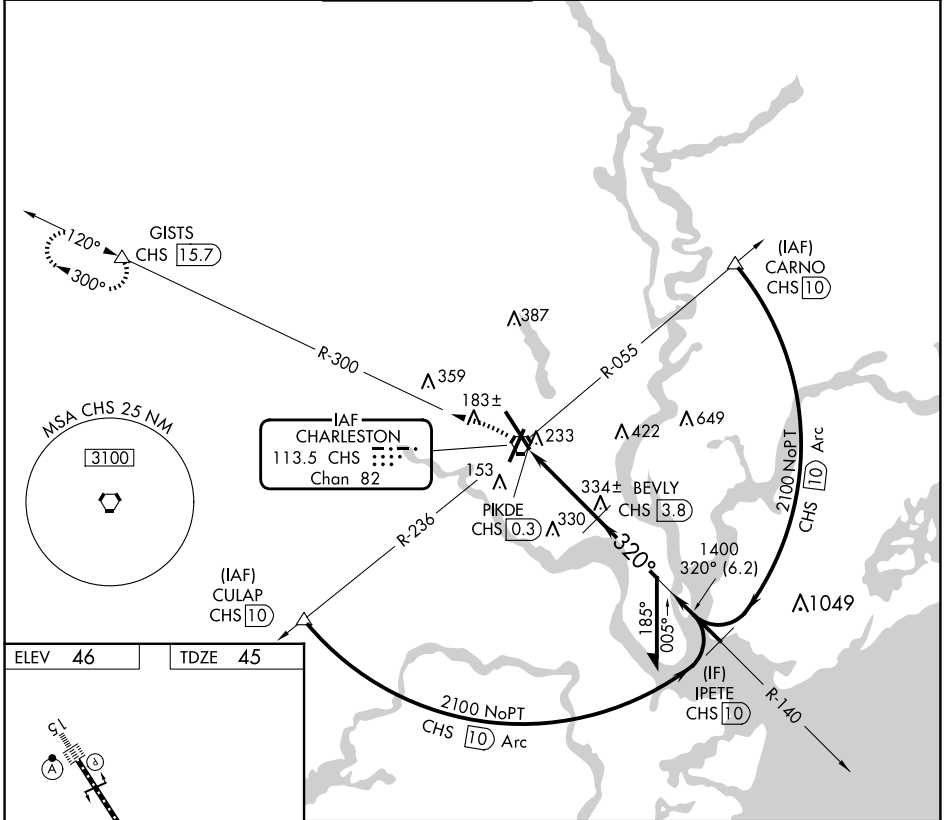 GISTS
CHS 15.7
120°
300°
(IAF)
CARNO
CHS 10
387
R-300
R-055
359
183±
MSA CHS 25 NM
3100
IAF
CHARLESTON
113.5 CHS
Chan 82
233
422
649
153
2100 NoPT
CHS 10 Arc
334±
BEVLY
CHS 3.8
PIKDE
CHS 0.3
330
R-236
320°
1400
320° (6.2)
(IAF)
CULAP
CHS 10
1049
185°
005°
ELEV 46
TDZE 45
(IF)
IPETE
CHS 10
R-140
2100 NoPT
CHS 10 Arc
15
A
P